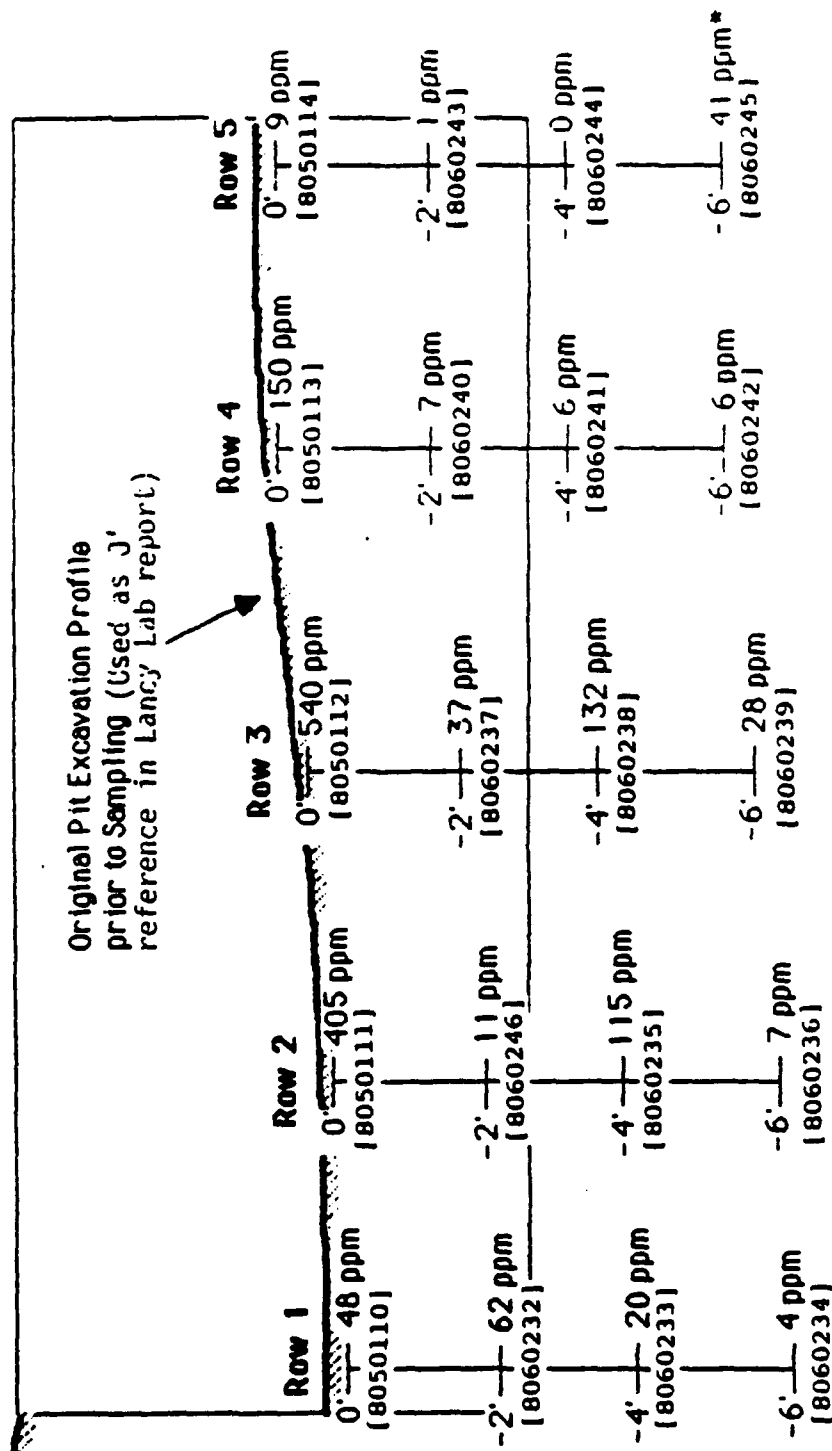 Original Pit Excavation Profile
prior to Sampling (Used as 0'
reference in Lancy Lab report)
Row 1
0' 48 ppm
[8050110]
-2' 62 ppm
[8060232]
-4' 20 ppm
[8060233]
-6' 4 ppm
[8060234]
Row 2
0' 405 ppm
[8050111]
-2' 11 ppm
[8060246]
-4' 115 ppm
[8060235]
-6' 7 ppm
[8060236]
Row 3
0' 540 ppm
[8050112]
-2' 37 ppm
[8060237]
-4' 132 ppm
[8060238]
-6' 28 ppm
[8060239]
Row 4
0' 150 ppm
[8050113]
-2' 7 ppm
[8060240]
-4' 6 ppm
[8060241]
-6' 6 ppm
[8060242]
Row 5
0' 9 ppm
[8050114]
-2' 1 ppm
[8060243]
-4' 0 ppm
[8060244]
-6' 41 ppm*
[8060245]